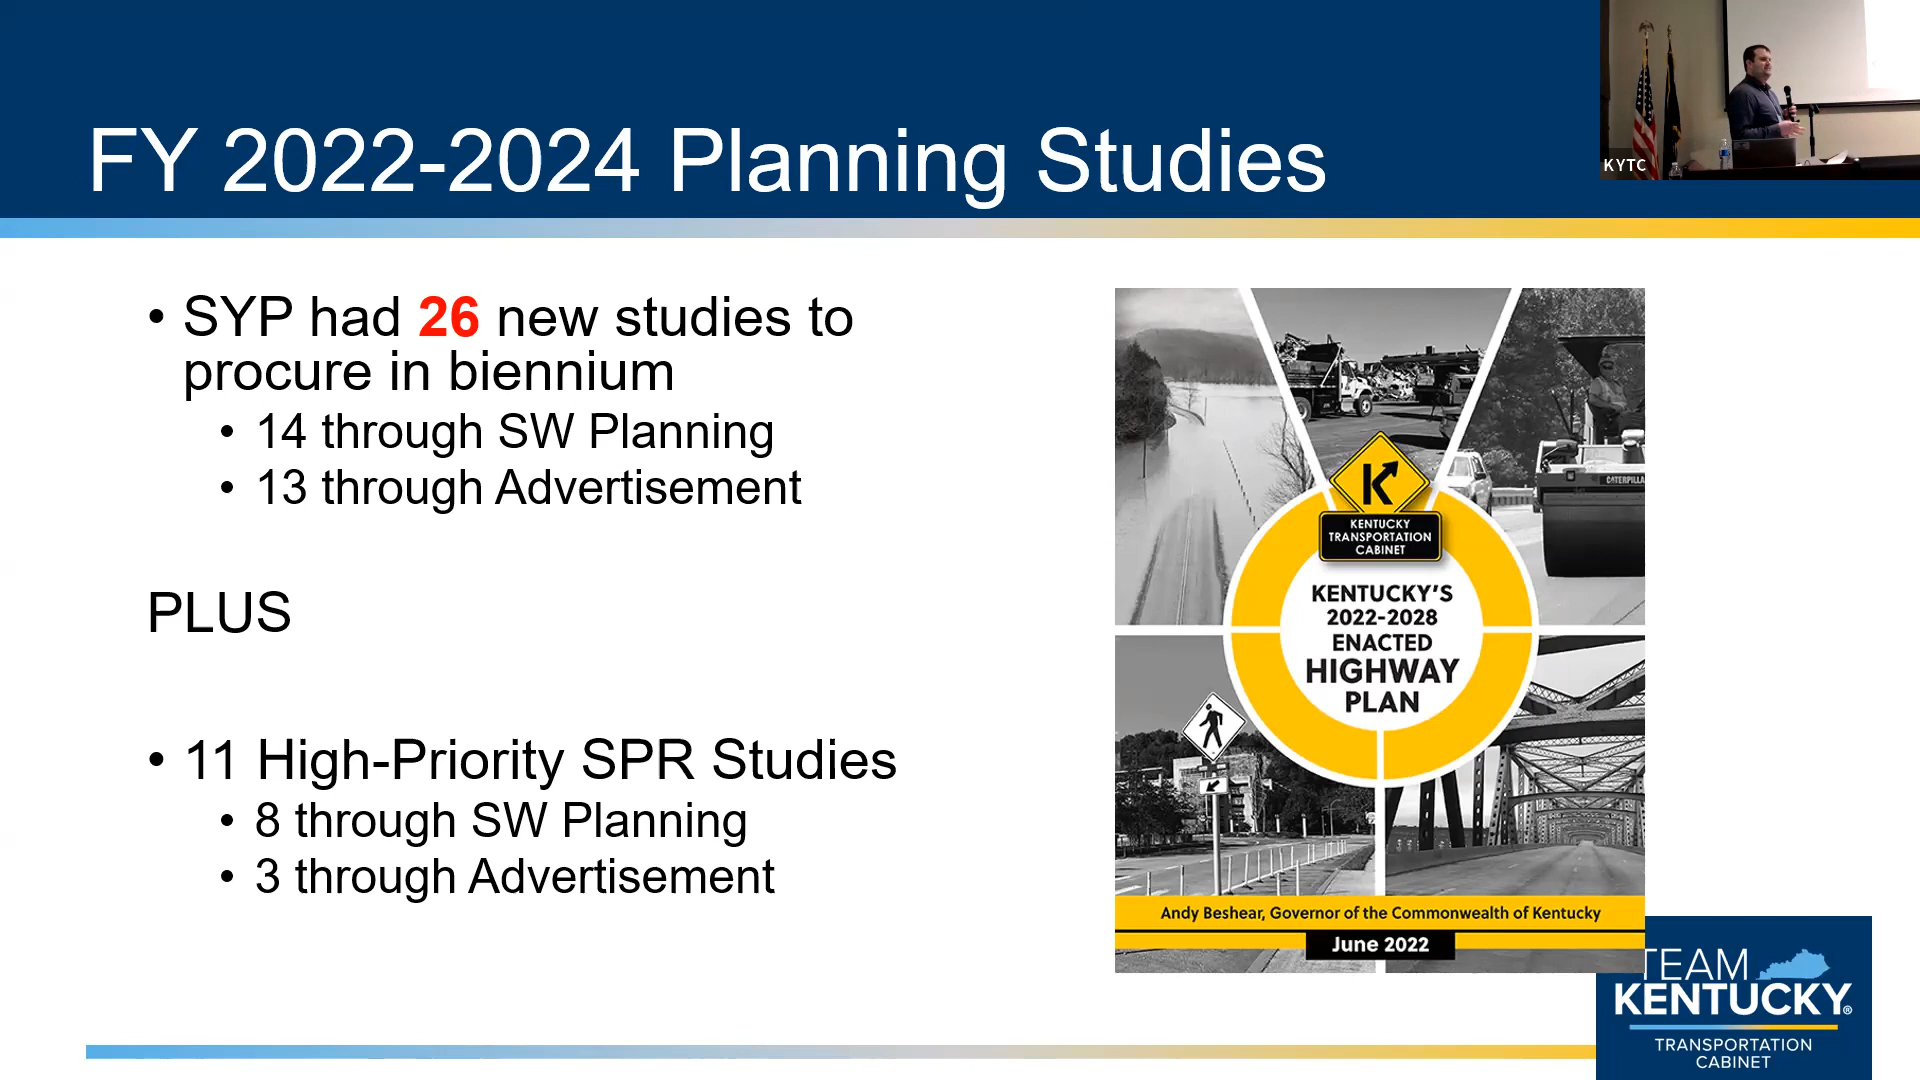 FY 2022-2024 Planning Studies
KYTC
• SYP had 26 new studies to
procure in biennium
• 14 through SW Planning
• 13 through Advertisement
PLUS
• 11 High-Priority SPR Studies
• 8 through SW Planning
• 3 through Advertisement
CATERPILLA
K
KENTUCKY
TRANSPORTATION
CABINET
KENTUCKY'S
2022-2028
ENACTED
HIGHWAY
PLAN
Andy Beshear, Governor of the Commonwealth of Kentucky
June 2022
TEAM
KENTUCKY®
TRANSPORTATION
CABINET